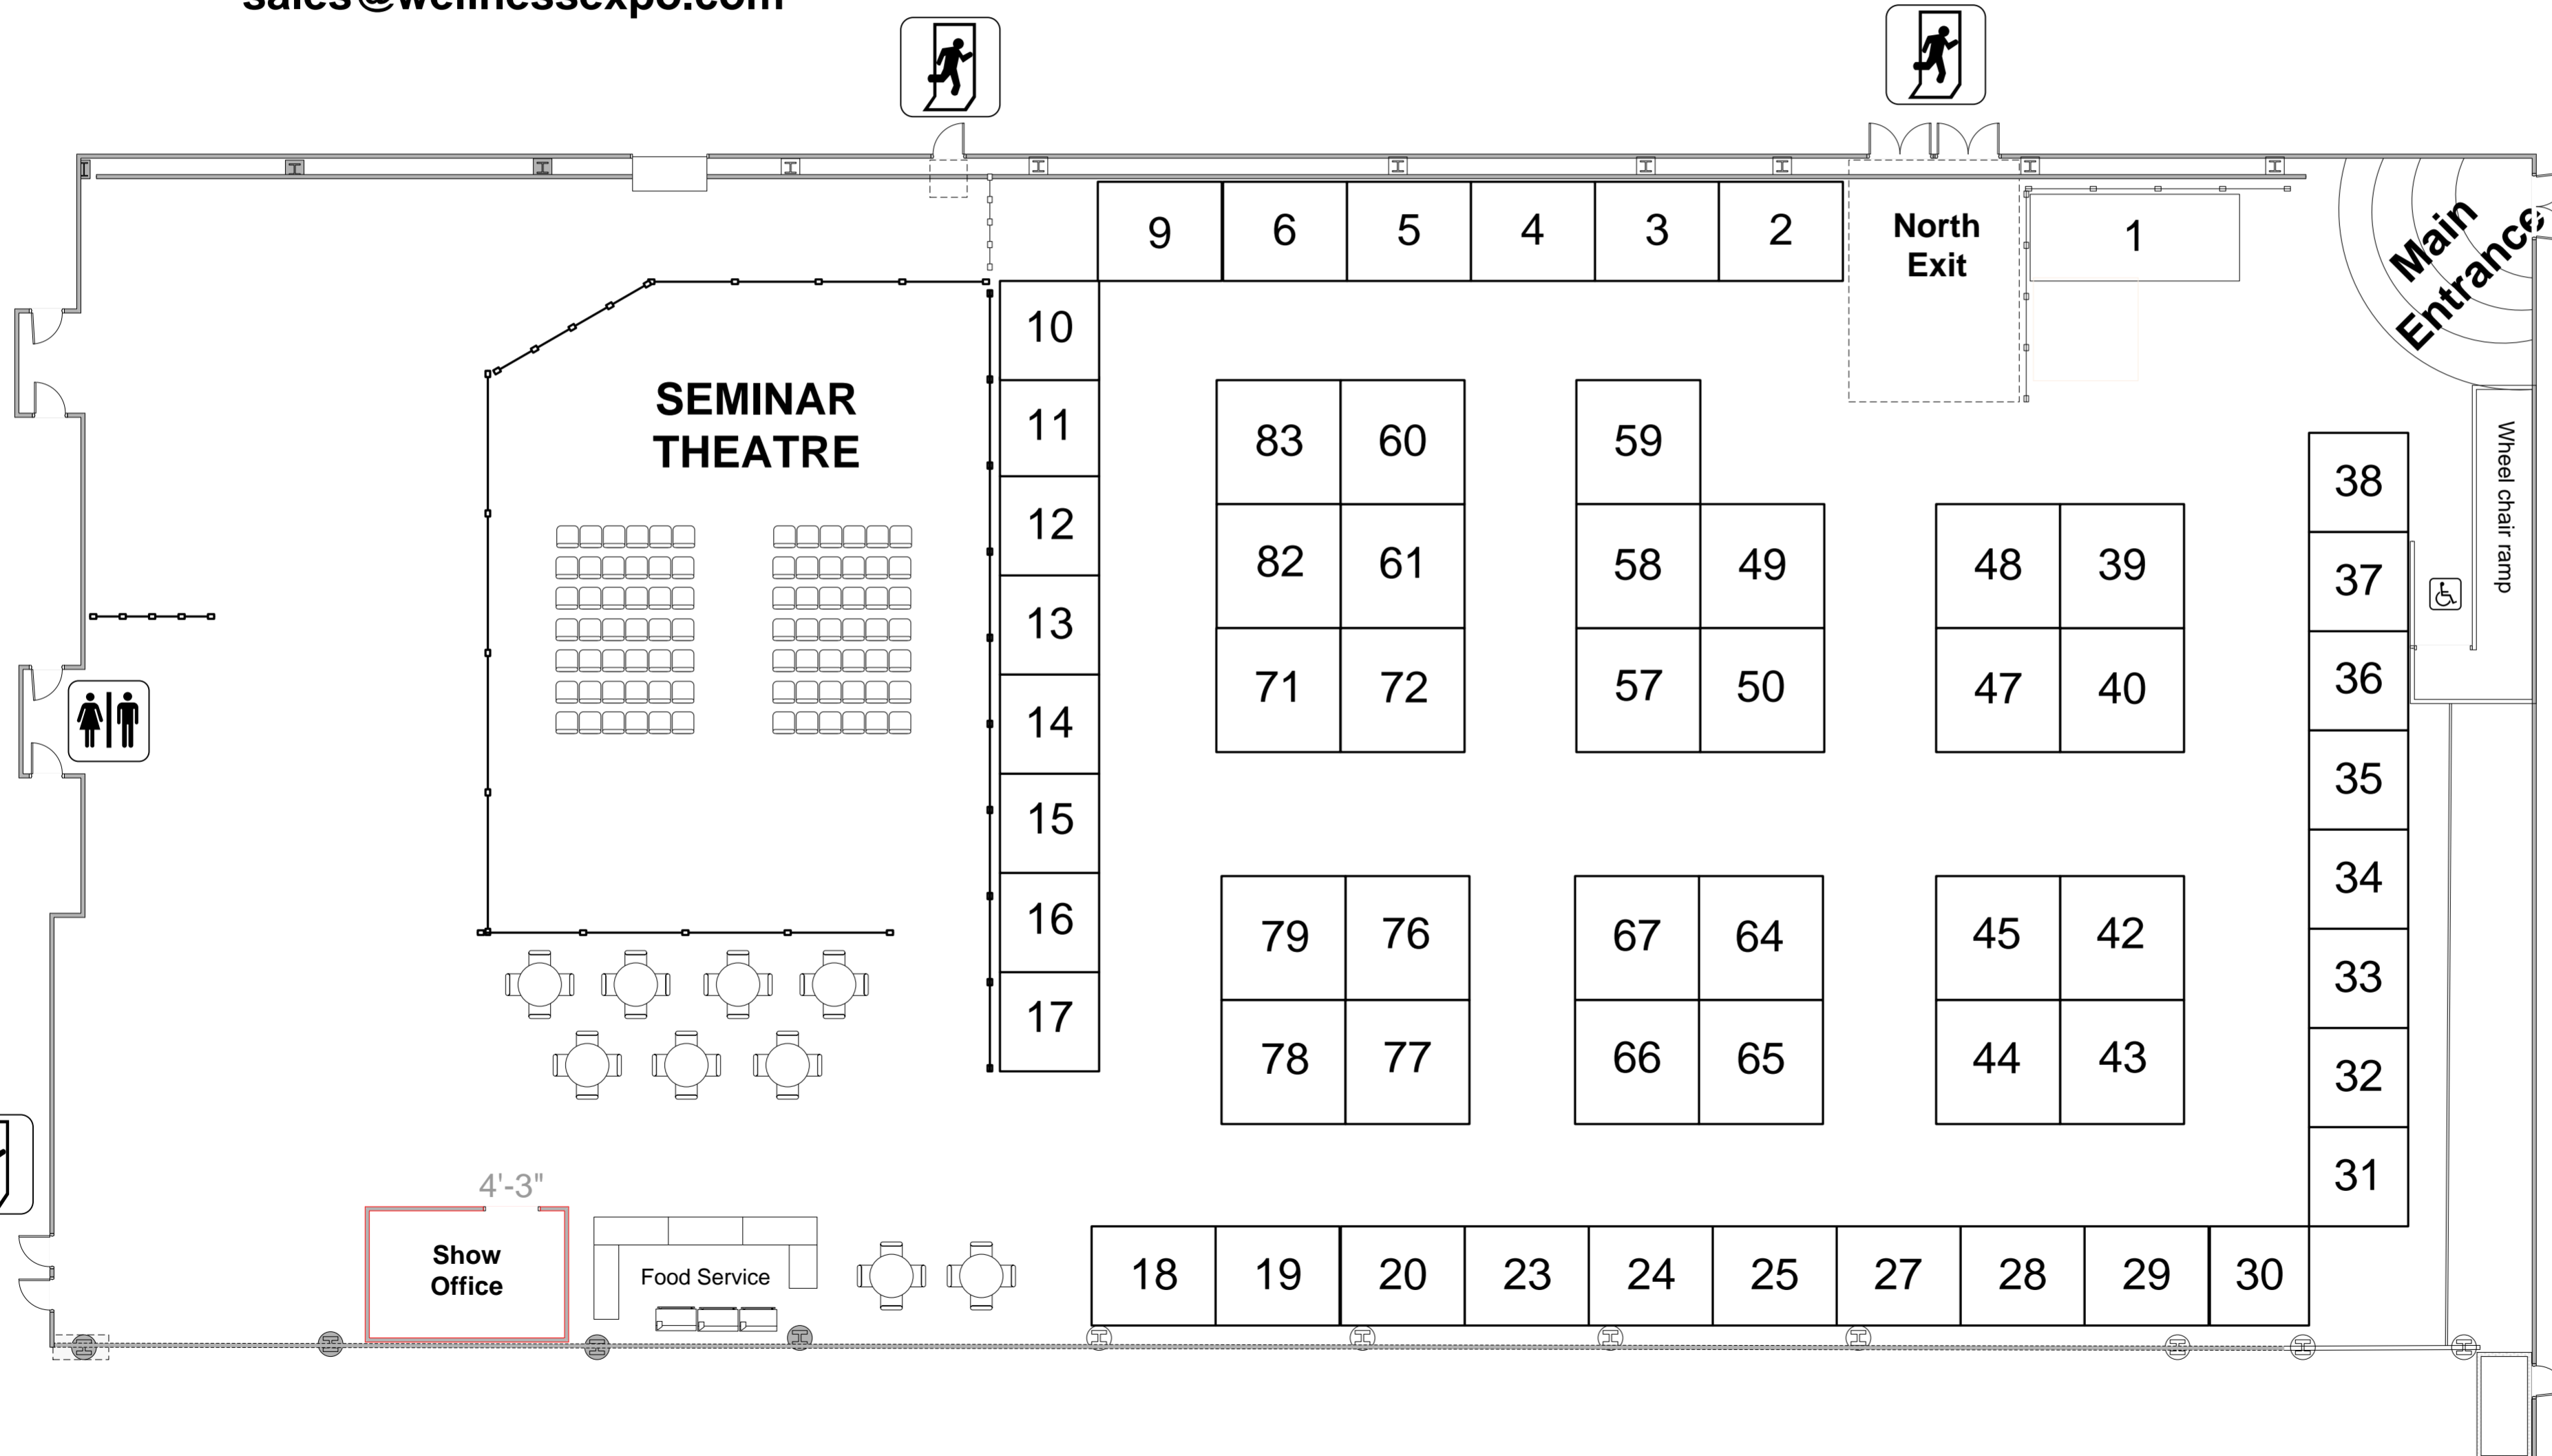 sales@wellnessexpo.com
9 6 5 4 3 2
North
Exit
1
Main
Entrance
10
SEMINAR
THEATRE
11
83 60
59
38
Wheel chair ramp
12
82 61
58 49
48 39
37
13
71 72
57 50
47 40
36
14
35
15
34
16
79 76
67 64
45 42
33
17
78 77
66 65
44 43
32
31
4'-3"
Show
Office
Food Service
18 19 20 23 24 25 27 28 29 30